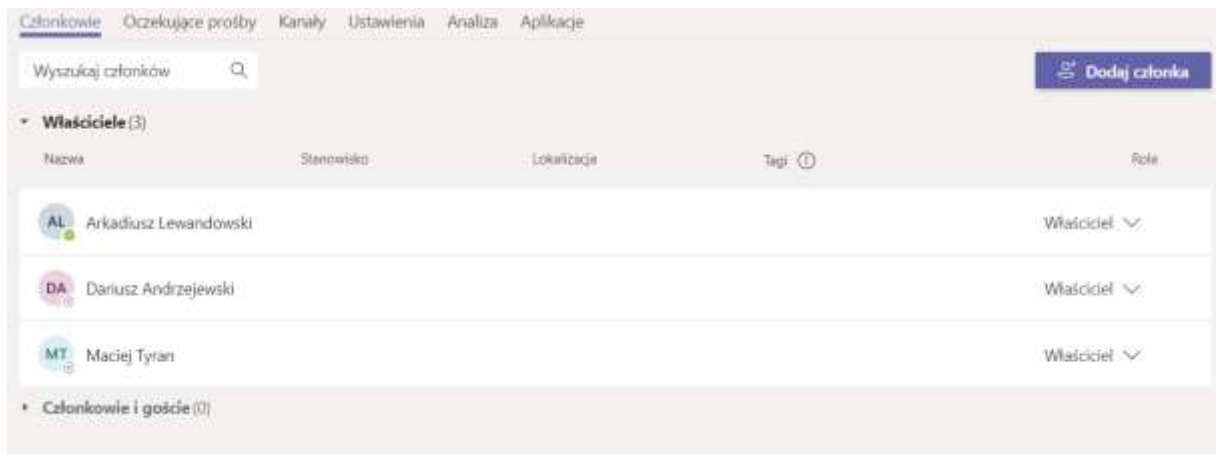 Członkowie Oczekujące prośby Kanały Ustawienia Analiza Aplikacje
Wyszukaj członków
Dodaj członka
Właściciele (3)
Nazwa Stanowisko Lokalizacja Tagi Rola
AL Arkadiusz Lewandowski Właściciel
DA Dariusz Andrzejewski Właściciel
MT Maciej Tyran Właściciel
Członkowie i goście (0)